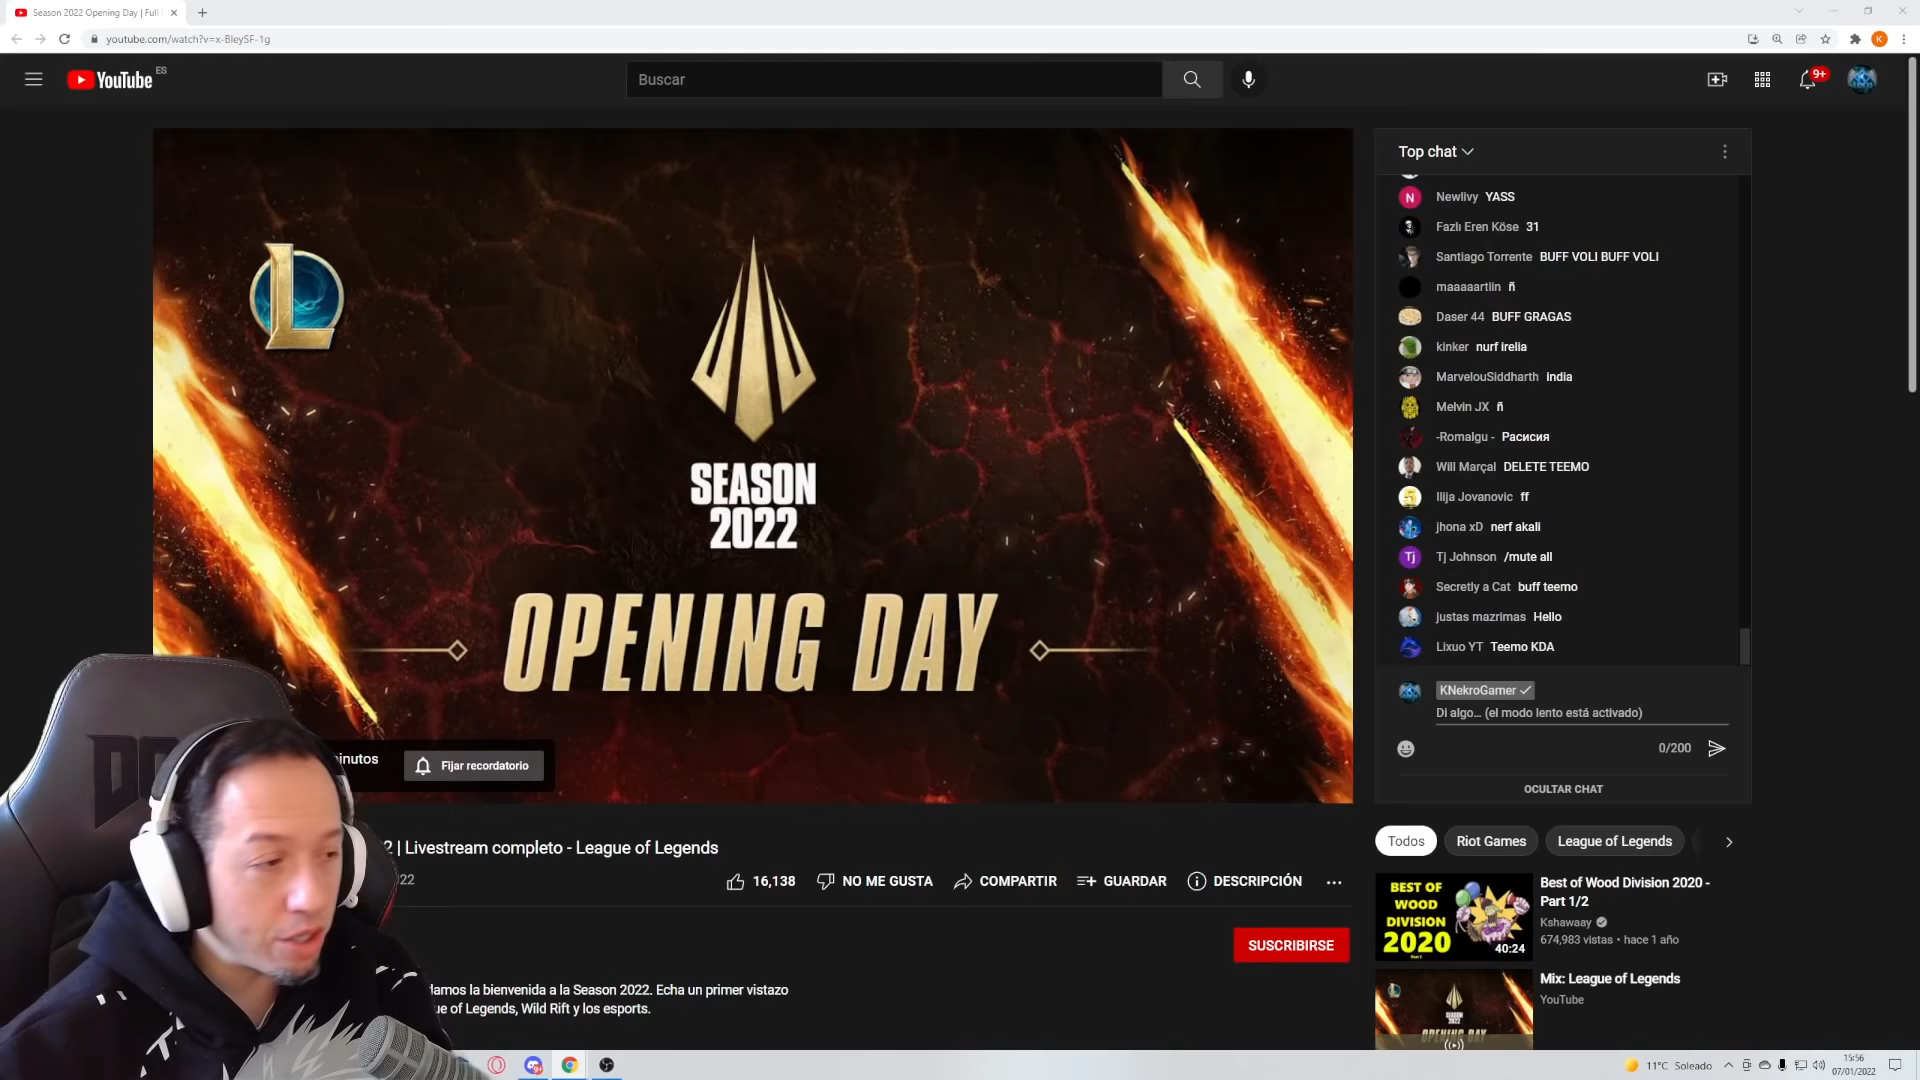 Season 2022 Opening Day | Full
youtube.com/watch?v=x-BleySF-1g
K
YouTube ES
Buscar
9+
SEASON
2022
OPENING DAY
inutos
Fijar recordatorio
Top chat
N Newlivy YASS
Fazlı Eren Köse 31
Santiago Torrente BUFF VOLI BUFF VOLI
maaaaartiin ñ
Daser 44 BUFF GRAGAS
kinker nurf irelia
MarvelouSiddharth india
Melvin JX ñ
-Romalgu - Расисия
Will Marçal DELETE TEEMO
Ilija Jovanovic ff
jhona xD nerf akali
Tj Tj Johnson /mute all
Secretly a Cat buff teemo
justas mazrimas Hello
Lixuo YT Teemo KDA
KNekroGamer
Di algo... (el modo lento está activado)
0/200
OCULTAR CHAT
2 | Livestream completo - League of Legends
22
16,138 NO ME GUSTA COMPARTIR GUARDAR DESCRIPCIÓN
SUSCRIBIRSE
damos la bienvenida a la Season 2022. Echa un primer vistazo
ue of Legends, Wild Rift y los esports.
Todos Riot Games League of Legends
BEST OF
WOOD
DIVISION
2020
40:24
Best of Wood Division 2020 -
Part 1/2
Kshawaay
674,983 vistas • hace 1 año
SEASON
2022
OPENING DAY
Mix: League of Legends
YouTube
11°C Soleado
15:56
07/01/2022